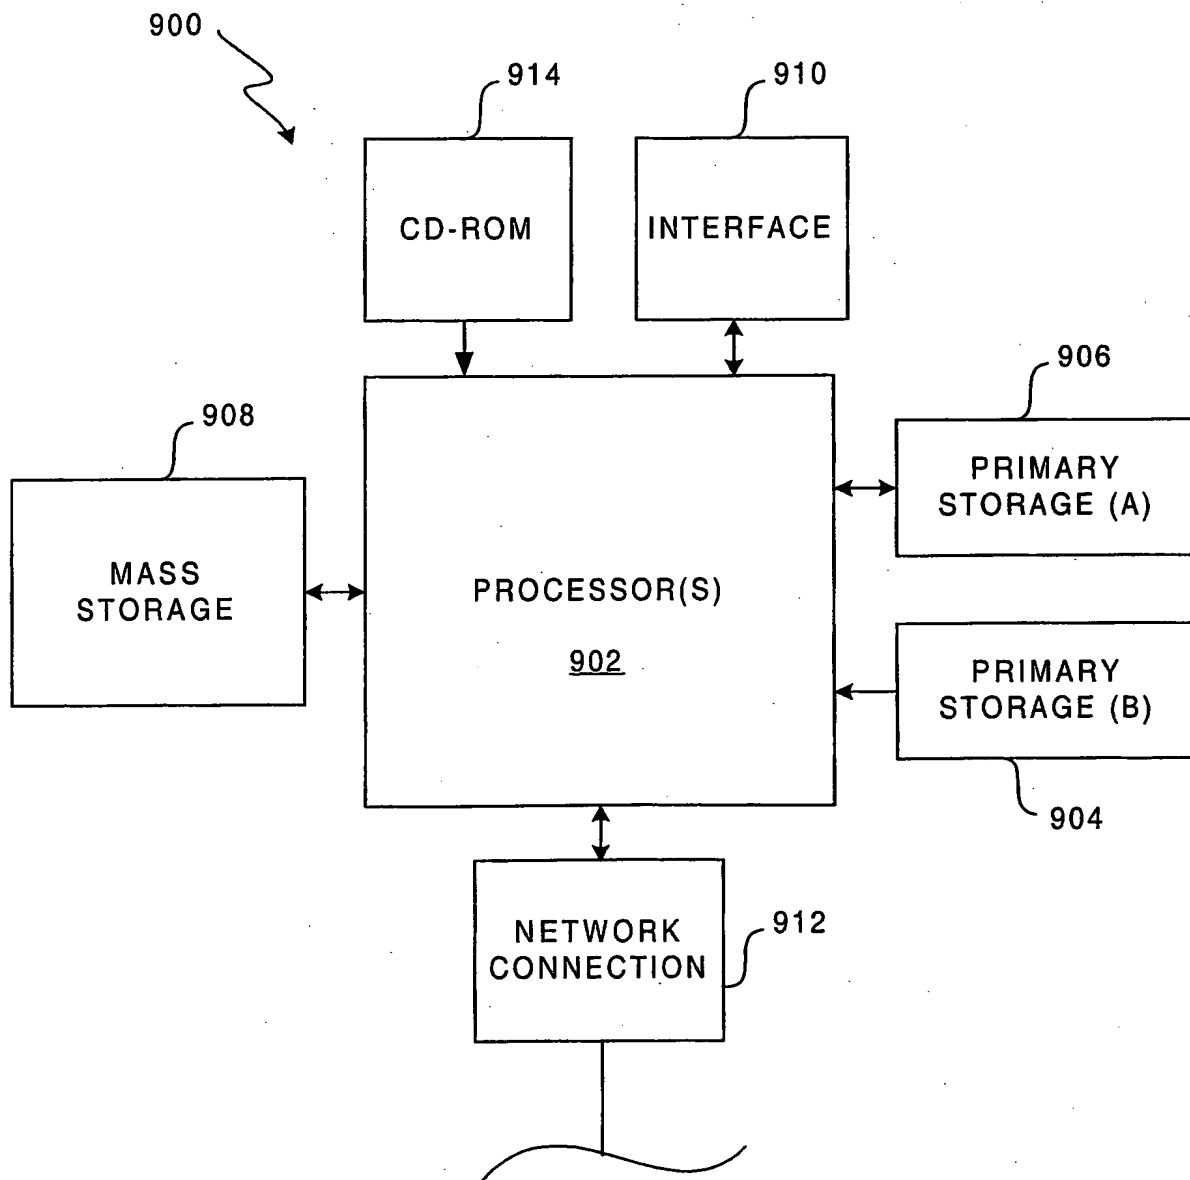 900
914
910
CD-ROM
INTERFACE
906
908
PRIMARY
STORAGE (A)
MASS
STORAGE
PROCESSOR(S)
902
PRIMARY
STORAGE (B)
904
NETWORK
CONNECTION
912